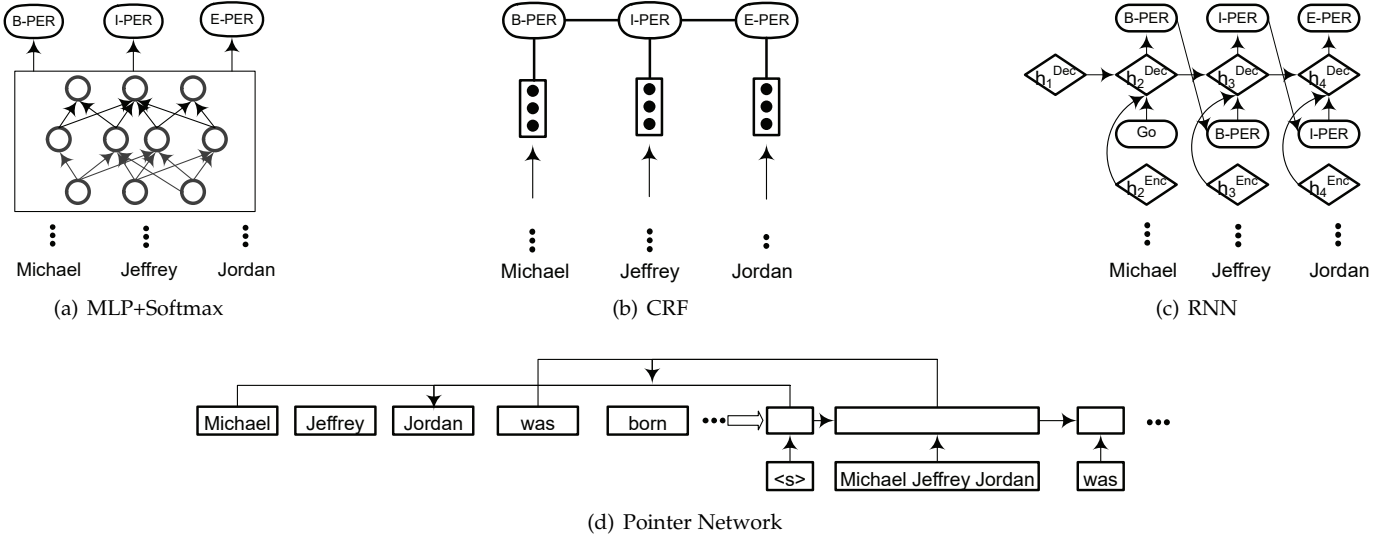 B-PER I-PER E-PER
Michael Jeffrey Jordan
(a) MLP+Softmax
B-PER I-PER E-PER
Michael Jeffrey Jordan
(b) CRF
B-PER I-PER E-PER
h1Dec h2Dec h3Dec h4Dec
Go B-PER I-PER
h2Enc h3Enc h4Enc
Michael Jeffrey Jordan
(c) RNN
Michael Jeffrey Jordan was born
<s> Michael Jeffrey Jordan was
(d) Pointer Network